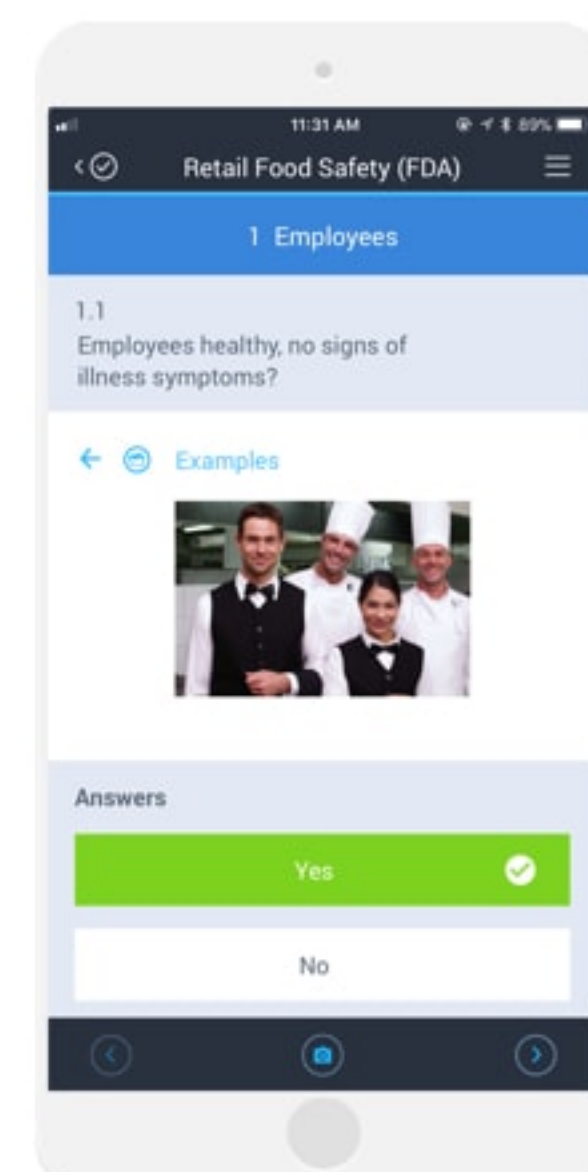 11:31 AM
89%
Retail Food Safety (FDA)
1 Employees
1.1
Employees healthy, no signs of
illness symptoms?
Examples
Answers
Yes
No